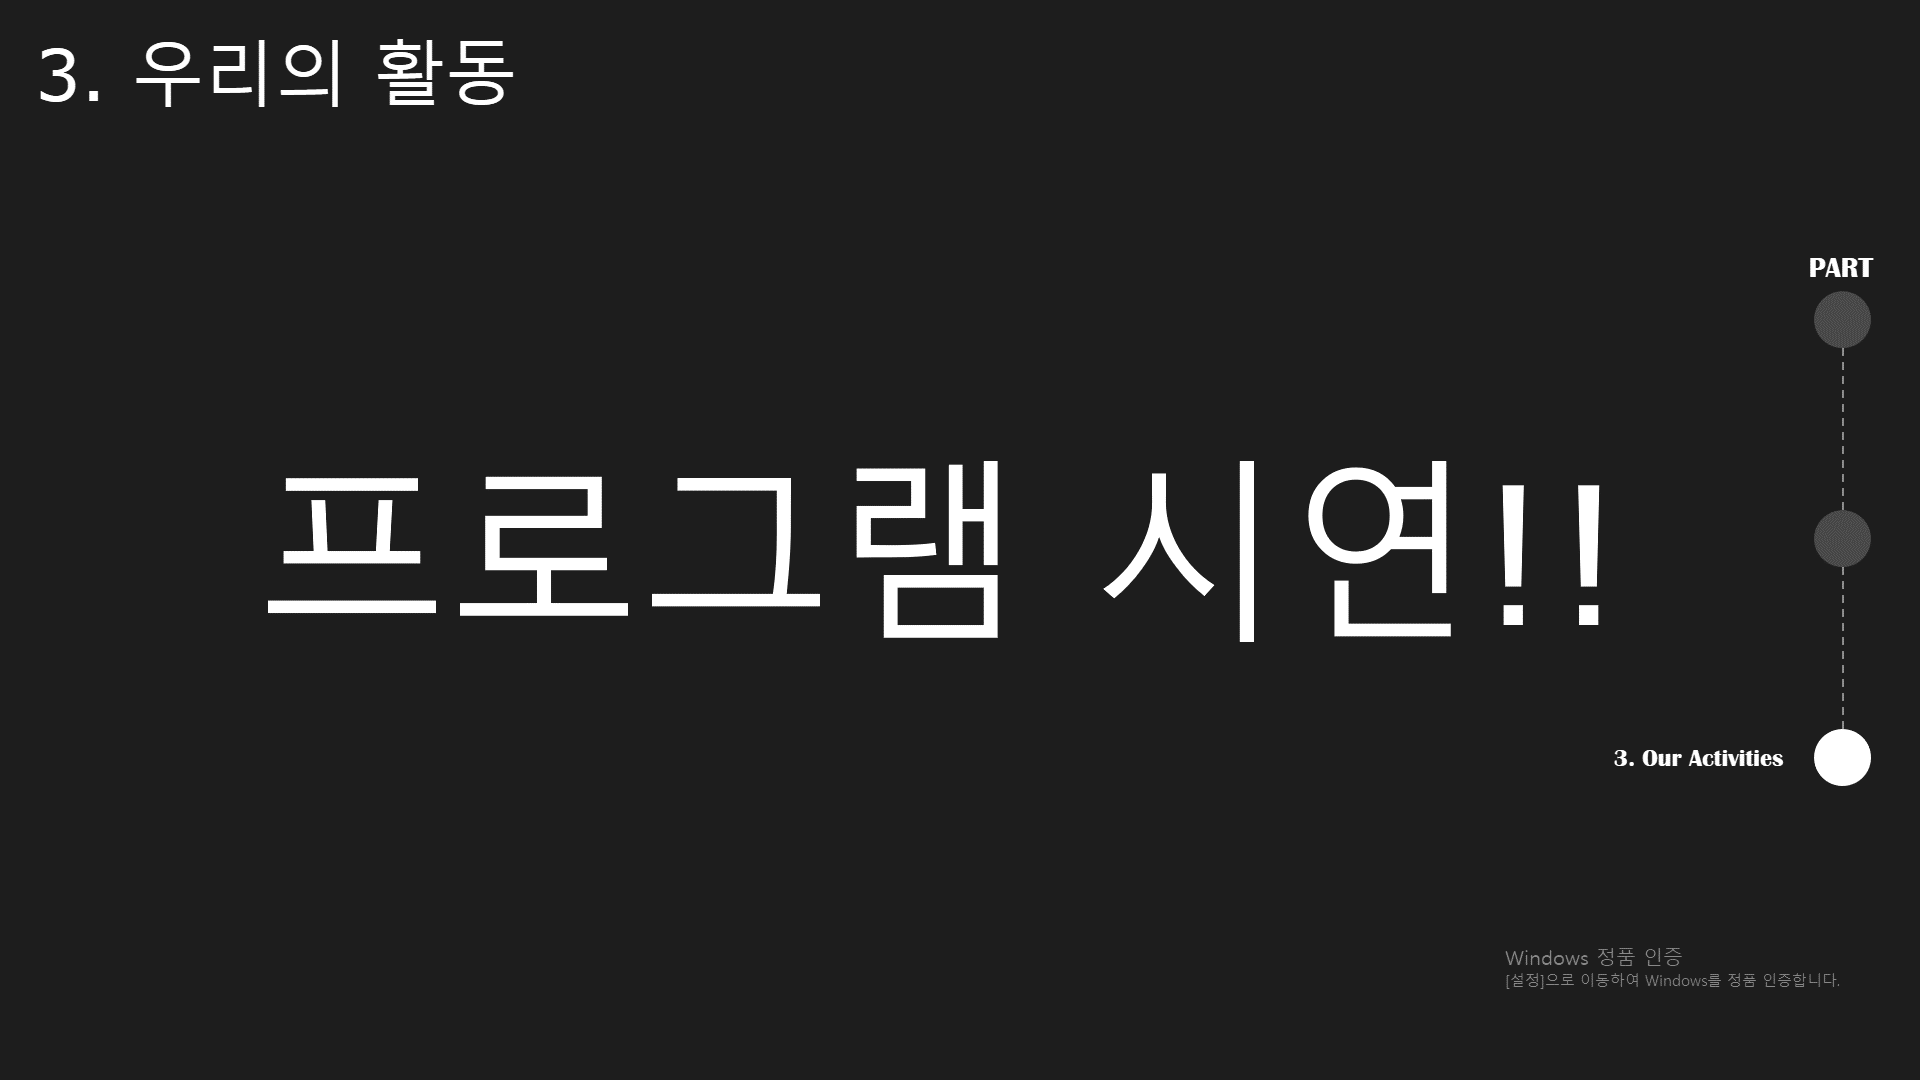 3. 우리의 활동
PART
프로그램 시연!!
3. Our Activities
Windows 정품 인증
[설정]으로 이동하여 Windows를 정품 인증합니다.